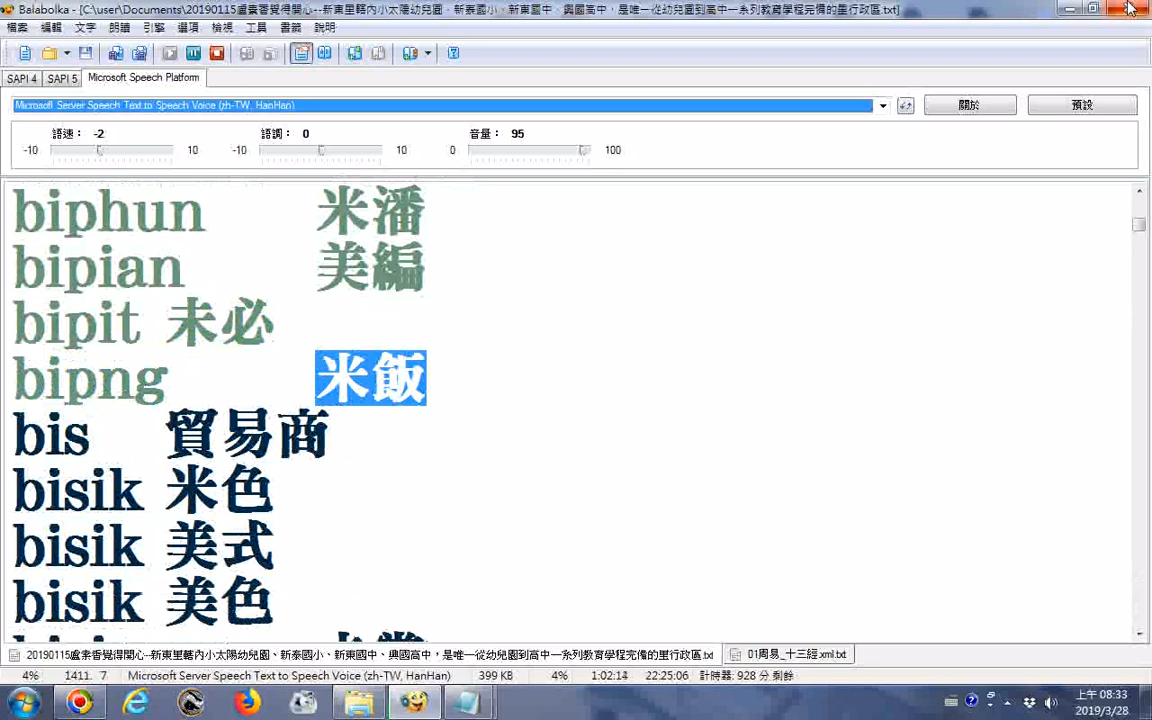 Balabolka - [C:\user\Documents\20190115盧素香覺得開心--新東里轄內小太陽幼兒園、新泰國小、新東國中、興國高中，是唯一從幼兒園到高中一系列教育學程完備的里行政區.txt]
檔案 編輯 文字 朗讀 引擎 選項 檢視 工具 書籤 說明
SAPI 4 SAPI 5 Microsoft Speech Platform
Microsoft Server Speech Text to Speech Voice (zh-TW, HanHan) 關於 預設
語速： -2 語調： 0 音量： 95
-10 10 -10 10 0 100
biphun 米潘
bipian 美編
bipit 未必
bipng 米飯
bis 貿易商
bisik 米色
bisik 美式
bisik 美色
20190115盧素香覺得開心--新東里轄內小太陽幼兒園、新泰國小、新東國中、興國高中，是唯一從幼兒園到高中一系列教育學程完備的里行政區.txt 01周易_十三經.xml.txt
4% 1411. 7 Microsoft Server Speech Text to Speech Voice (zh-TW, HanHan) 399 KB 4% 1:02:14 22:25:06 計時器: 928 分 剩餘
上午 08:33
2019/3/28